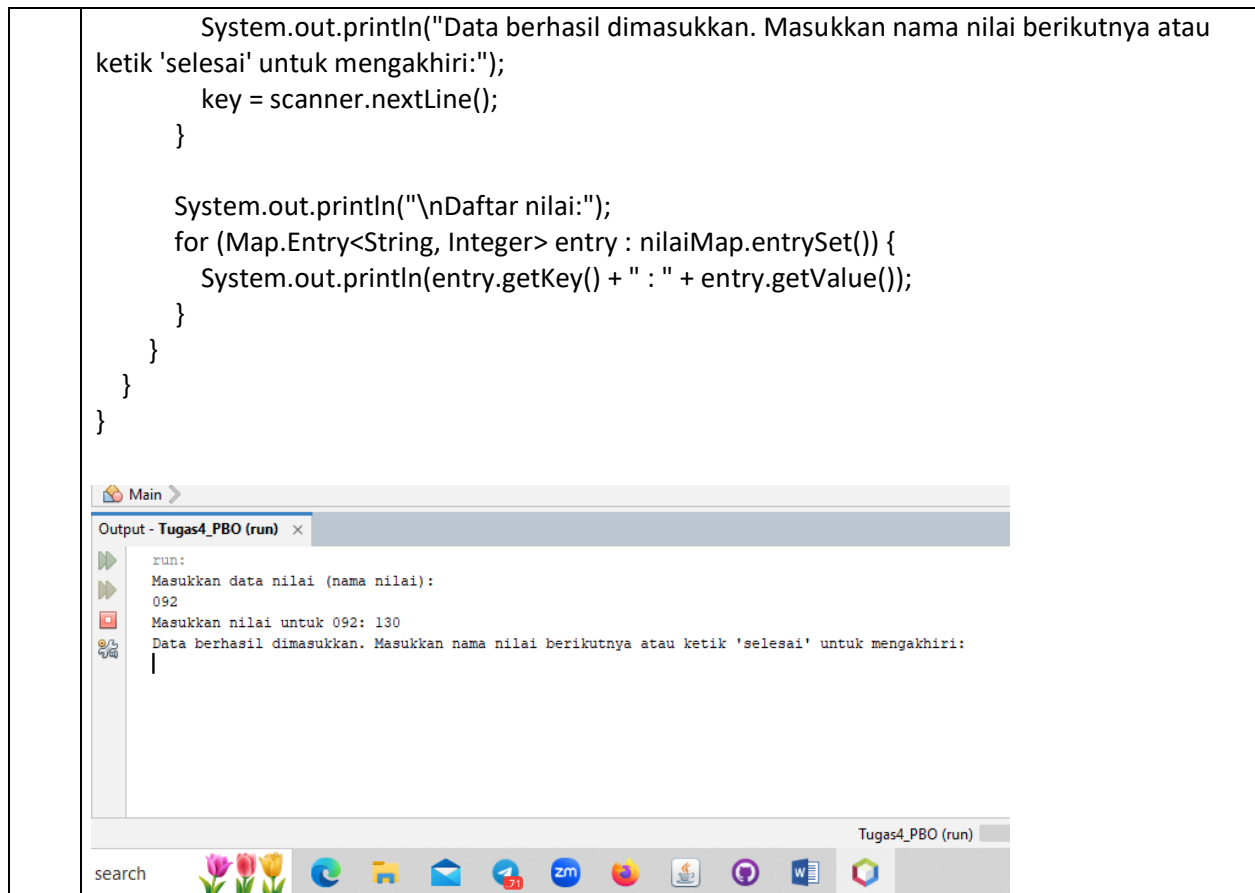 System.out.println("Data berhasil dimasukkan. Masukkan nama nilai berikutnya atau
ketik 'selesai' untuk mengakhiri:");
key = scanner.nextLine();
}
System.out.println("\nDaftar nilai:");
for (Map.Entry<String, Integer> entry : nilaiMap.entrySet()) {
System.out.println(entry.getKey() + " : " + entry.getValue());
}
}
}
}
Main
Output - Tugas4_PBO (run) ×
run:
Masukkan data nilai (nama nilai):
092
Masukkan nilai untuk 092: 130
Data berhasil dimasukkan. Masukkan nama nilai berikutnya atau ketik 'selesai' untuk mengakhiri:
Tugas4_PBO (run)
search
71
zm
W